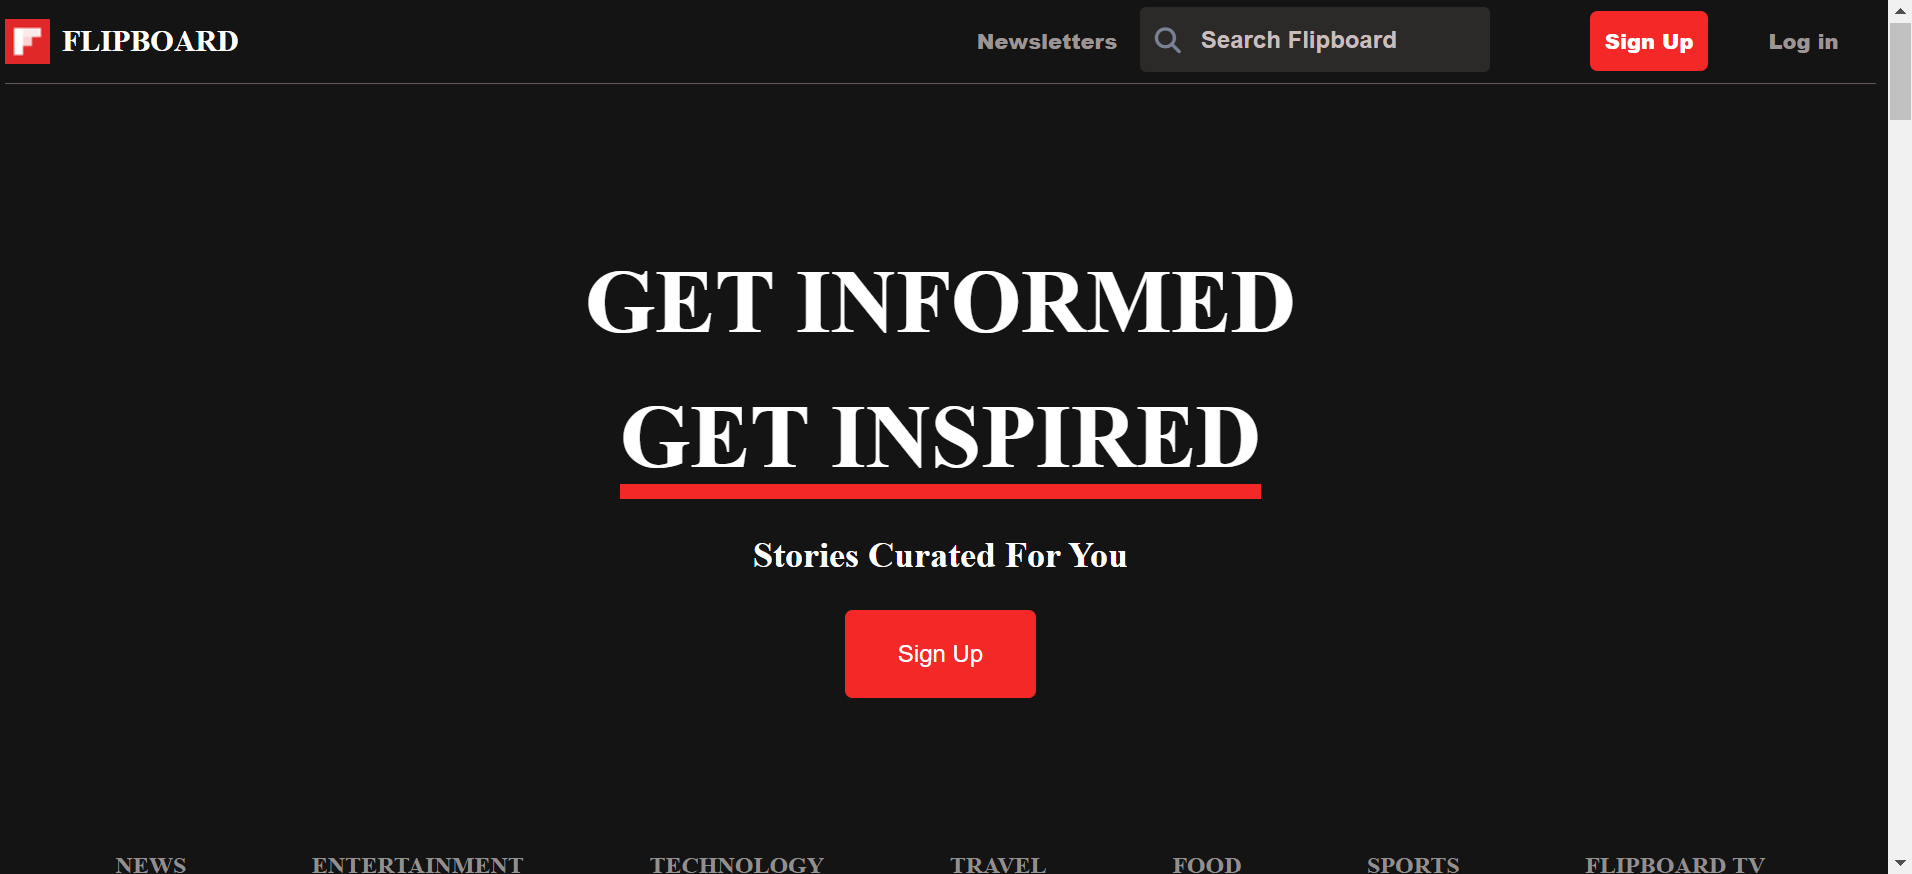 FLIPBOARD Newsletters Search Flipboard Sign Up Log in
GET INFORMED
GET INSPIRED
Stories Curated For You
Sign Up
NEWS ENTERTAINMENT TECHNOLOGY TRAVEL FOOD SPORTS FLIPBOARD TV